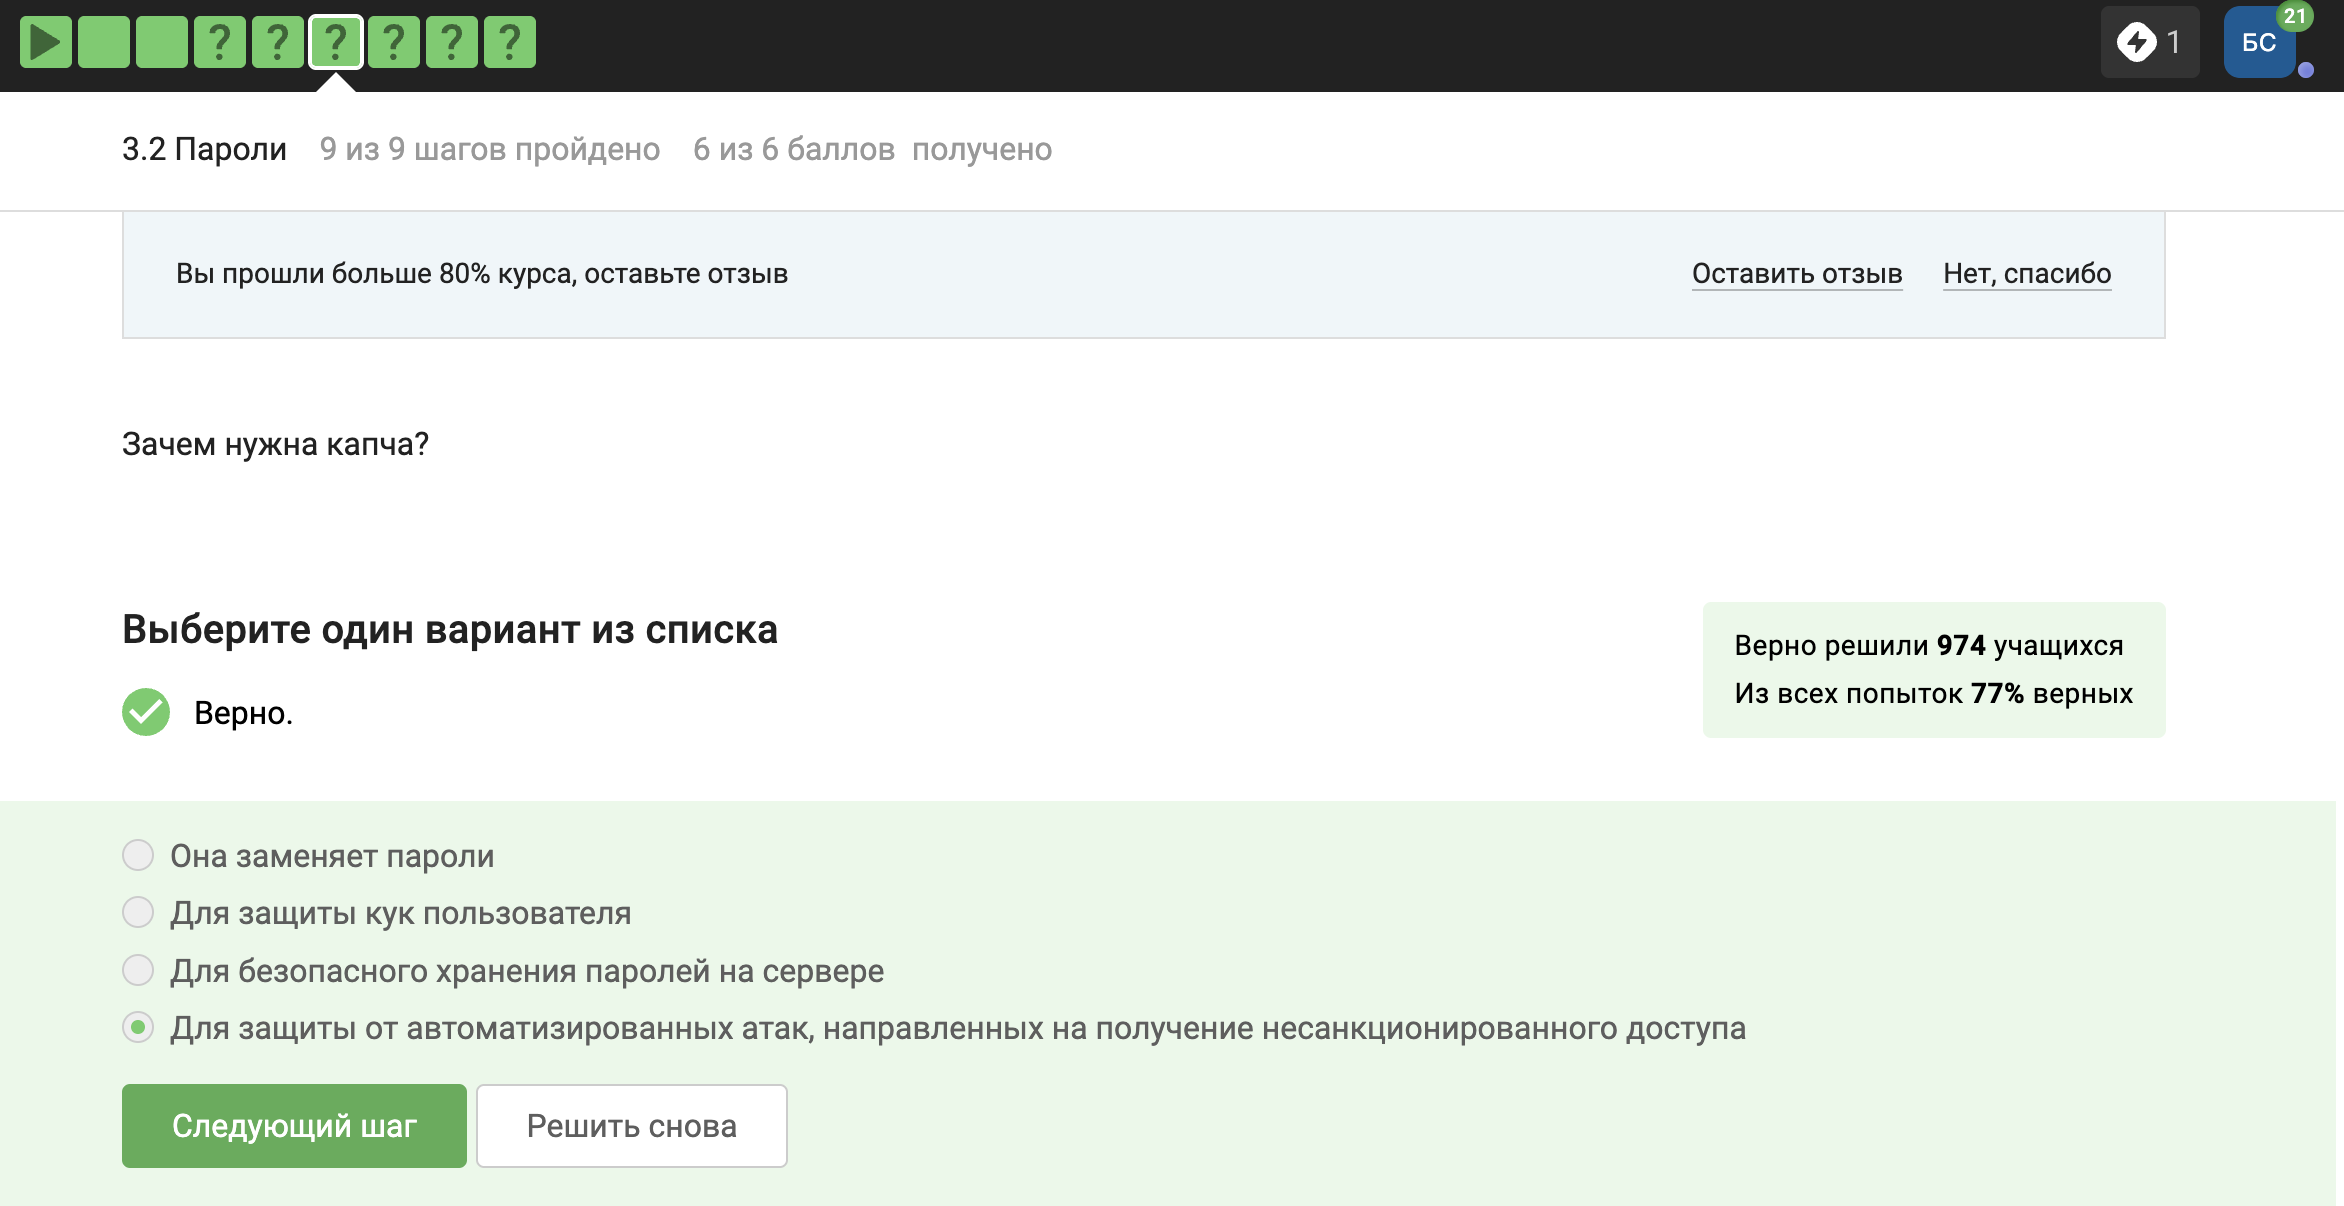 ? ? ? ? ? ?
1
БС
21
3.2 Пароли 9 из 9 шагов пройдено 6 из 6 баллов получено
Вы прошли больше 80% курса, оставьте отзыв
Оставить отзыв Нет, спасибо
Зачем нужна капча?
Выберите один вариант из списка
Верно.
Верно решили 974 учащихся
Из всех попыток 77% верных
Она заменяет пароли
Для защиты кук пользователя
Для безопасного хранения паролей на сервере
Для защиты от автоматизированных атак, направленных на получение несанкционированного доступа
Следующий шаг Решить снова